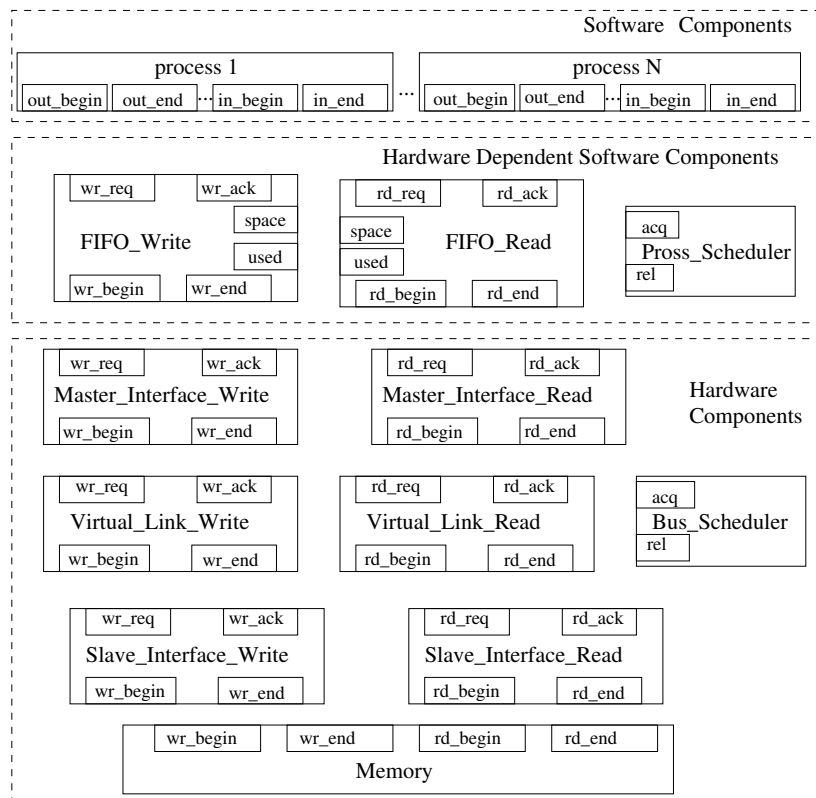 Software Components
process 1
process N
out_begin out_end ... in_begin in_end ... out_begin out_end ... in_begin in_end
Hardware Dependent Software Components
wr_req wr_ack
rd_req rd_ack
space
space
acq
FIFO_Write
FIFO_Read
Pross_Scheduler
used
used
rel
wr_begin wr_end
rd_begin rd_end
wr_req wr_ack
rd_req rd_ack
Master_Interface_Write
Master_Interface_Read
Hardware
Components
wr_begin wr_end
rd_begin rd_end
wr_req wr_ack
rd_req rd_ack
acq
Virtual_Link_Write
Virtual_Link_Read
Bus_Scheduler
rel
wr_begin wr_end
rd_begin rd_end
wr_req wr_ack
rd_req rd_ack
Slave_Interface_Write
Slave_Interface_Read
wr_begin wr_end
rd_begin rd_end
wr_begin wr_end rd_begin rd_end
Memory